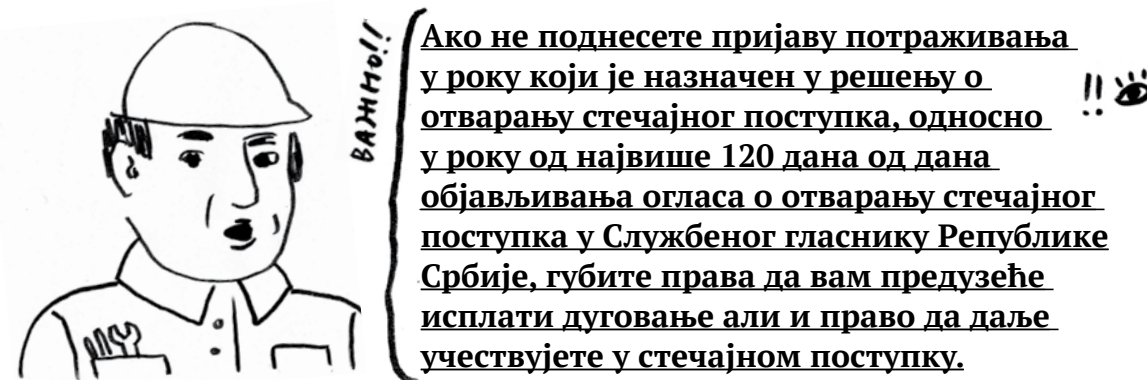 ВАЖНО!!
Ако не поднесете пријаву потраживања
у року који је назначен у решењу о
отварању стечајног поступка, односно
у року од највише 120 дана од дана
објављивања огласа о отварању стечајног
поступка у Службеног гласнику Републике
Србије, губите права да вам предузеће
исплати дуговање али и право да даље
учествујете у стечајном поступку.
!!